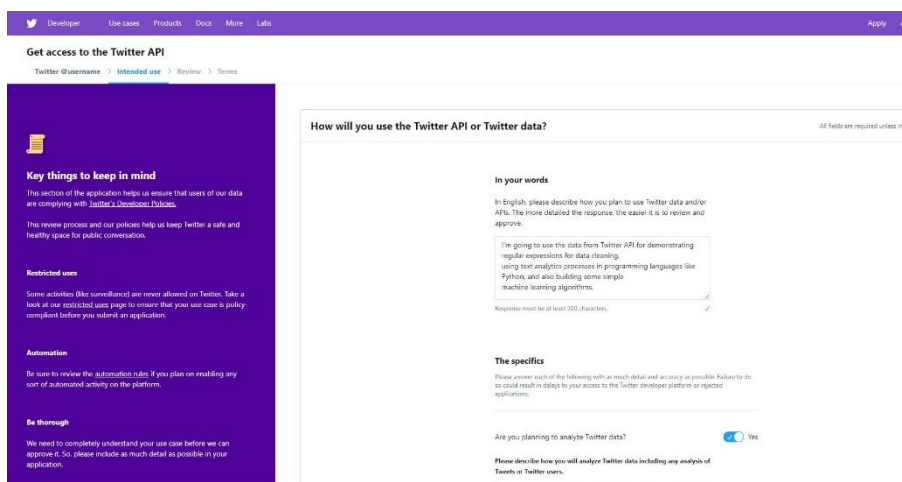 Developer Use cases Products Docs More Labs Apply
Get access to the Twitter API
Twitter @username > Intended use > Review > Terms
Key things to keep in mind
This section of the application helps us ensure that users of our data
are complying with Twitter's Developer Policies.
This review process and our policies help us keep Twitter a safe and
healthy space for public conversation.
Restricted uses
Some activities (like surveillance) are never allowed on Twitter. Take a
look at our restricted uses page to ensure that your use case is policy-
compliant before you submit an application.
Automation
Be sure to review the automation rules if you plan on enabling any
sort of automated activity on the platform.
Be thorough
We need to completely understand your use case before we can
approve it. So, please include as much detail as possible in your
application.
How will you use the Twitter API or Twitter data?
All fields are required unless
In your words
In English, please describe how you plan to use Twitter data and/or
APIs. The more detailed the response, the easier it is to review and
approve.
I'm going to use the data from Twitter API for demonstrating
regular expressions for data cleaning,
using text analytics processes in programming languages like
Python, and also building some simple
machine learning algorithms.
Response must be at least 200 characters
The specifics
Please answer each of the following with as much detail and accuracy as possible. Failure to do
so could result in delays to your access to the Twitter developer platform or rejected
applications.
Are you planning to analyze Twitter data? Yes
Please describe how you will analyze Twitter data including any analysis of
Tweets or Twitter users.